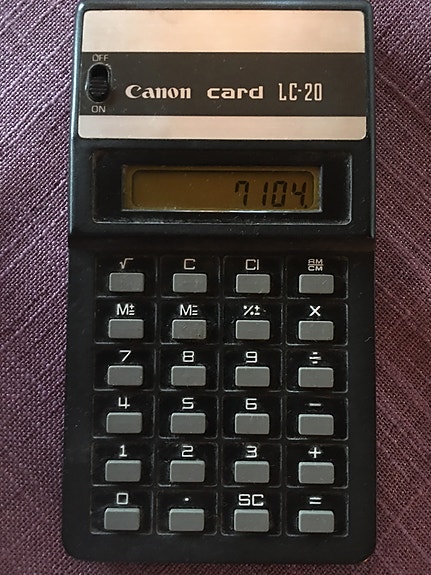 OFF
Canon card LC-20
ON
7104.
√ C CI RM
CM
M± M= %± ×
7 8 9 ÷
4 5 6 −
1 2 3 +
0 · SC =